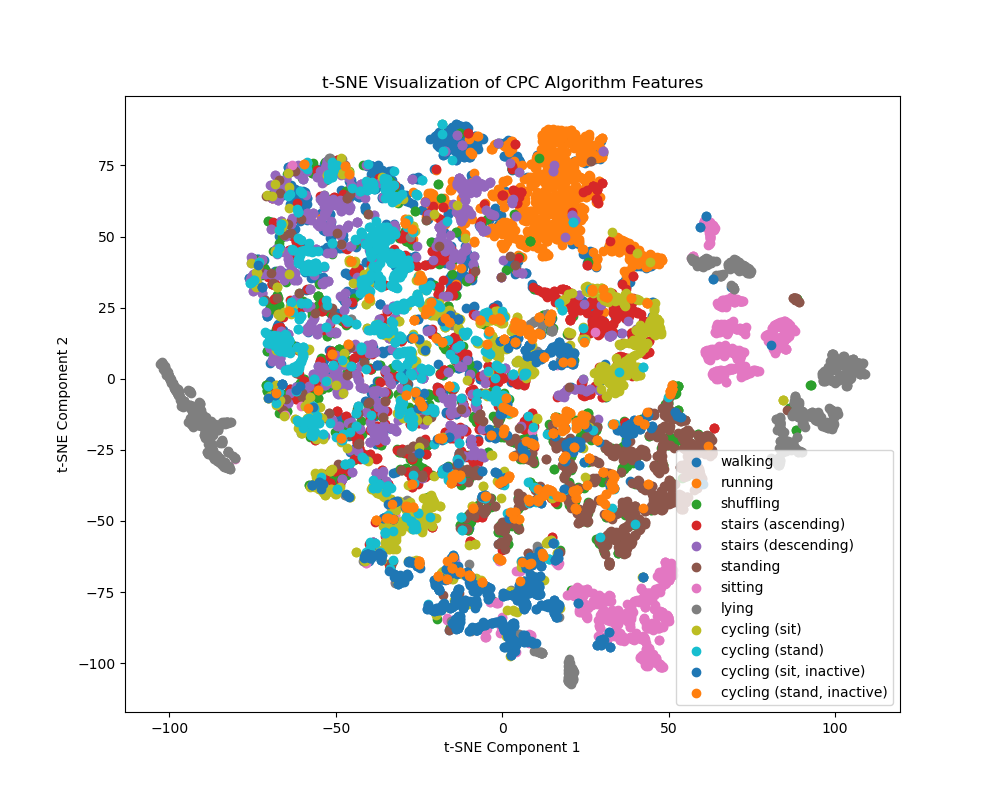 t-SNE Visualization of CPC Algorithm Features
t-SNE Component 2
75
50
25
0
−25
−50
−75
−100
walking
running
shuffling
stairs (ascending)
stairs (descending)
standing
sitting
lying
cycling (sit)
cycling (stand)
cycling (sit, inactive)
cycling (stand, inactive)
−100
−50
0
50
100
t-SNE Component 1